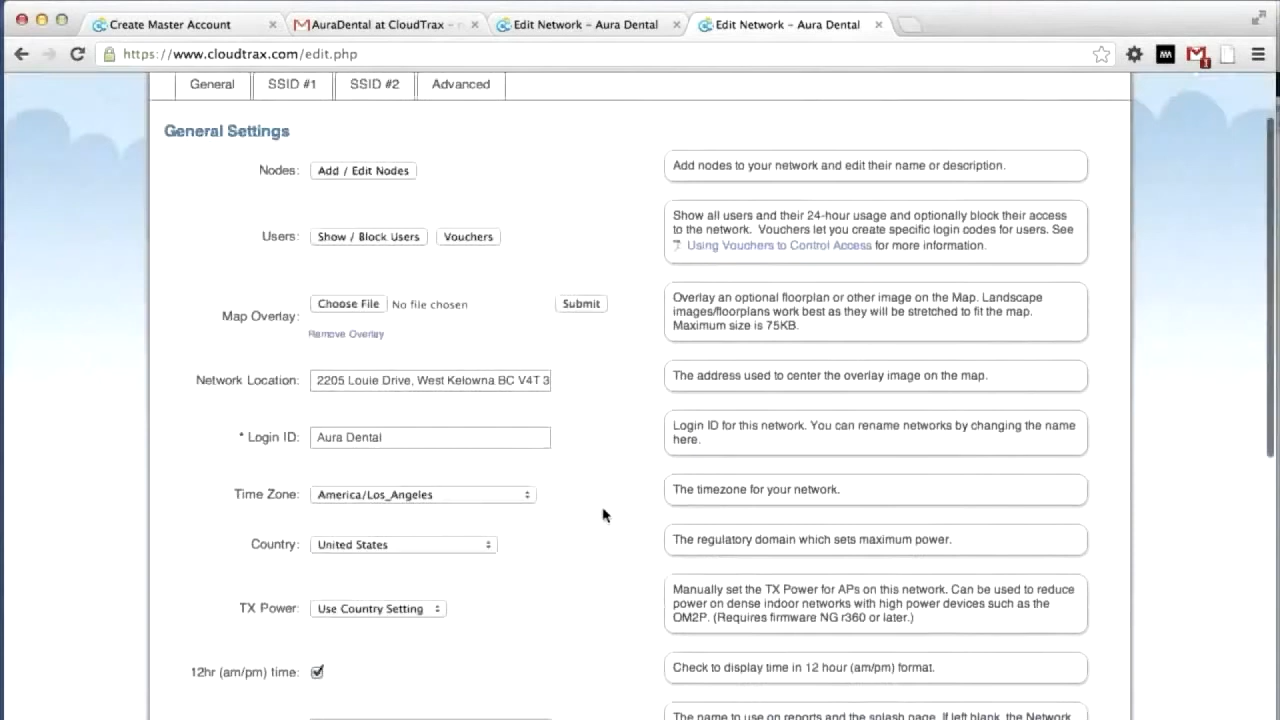 Create Master Account
AuraDental at CloudTrax -
Edit Network - Aura Dental
Edit Network - Aura Dental
https://www.cloudtrax.com/edit.php
1
General
SSID #1
SSID #2
Advanced
General Settings
Nodes:
Add / Edit Nodes
Add nodes to your network and edit their name or description.
Users:
Show / Block Users
Vouchers
Show all users and their 24-hour usage and optionally block their access
to the network. Vouchers let you create specific login codes for users. See
Using Vouchers to Control Access for more information.
Map Overlay:
Choose File
No file chosen
Submit
Remove Overlay
Overlay an optional floorplan or other image on the Map. Landscape
images/floorplans work best as they will be stretched to fit the map.
Maximum size is 75KB.
Network Location:
2205 Louie Drive, West Kelowna BC V4T 3
The address used to center the overlay image on the map.
* Login ID:
Aura Dental
Login ID for this network. You can rename networks by changing the name
here.
Time Zone:
America/Los_Angeles
The timezone for your network.
Country:
United States
The regulatory domain which sets maximum power.
TX Power:
Use Country Setting
Manually set the TX Power for APs on this network. Can be used to reduce
power on dense indoor networks with high power devices such as the
OM2P. (Requires firmware NG r360 or later.)
12hr (am/pm) time:
Check to display time in 12 hour (am/pm) format.
The name to use on reports and the splash page. If left blank, the Network